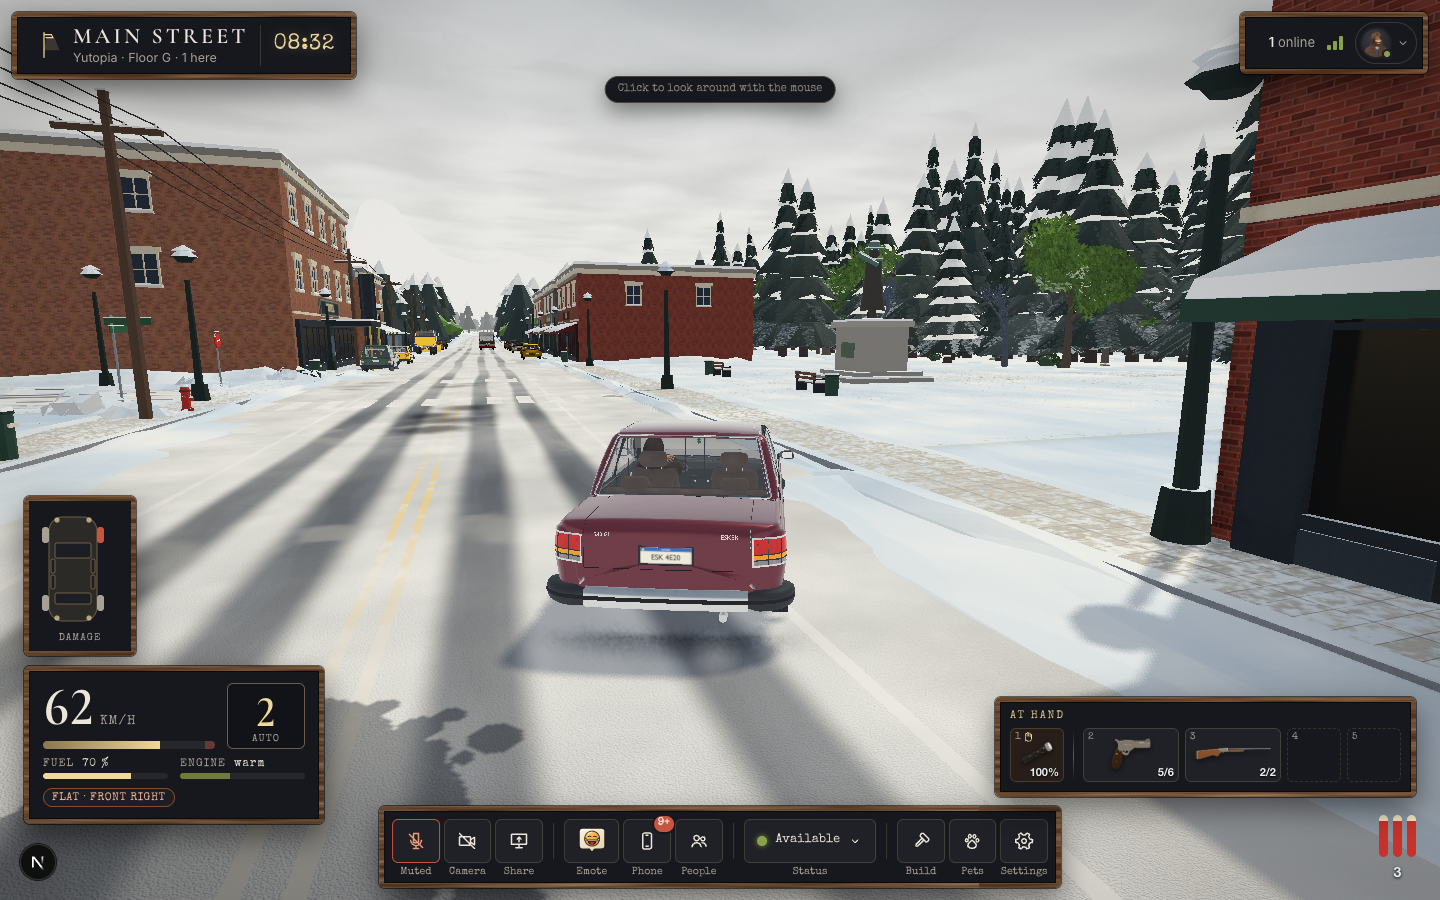 MAIN STREET
Yutopia · Floor G · 1 here
08:32
1 online
Click to look around with the mouse
ESK 4E20
DAMAGE
62 KM/H
2
AUTO
FUEL 70 %
ENGINE warm
FLAT · FRONT RIGHT
AT HAND
1
100%
2
5/6
3
2/2
4
5
3
9+
Available
Muted
Camera
Share
Emote
Phone
People
Status
Build
Pets
Settings
N